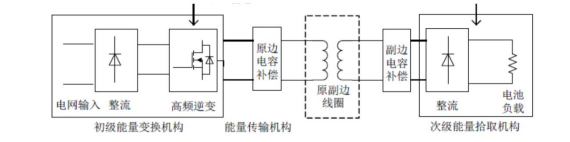 原边
电容
补偿
副边
电容
补偿
原副边
线圈
电网输入 整流 高频逆变
整流
电池
负载
初级能量变换机构 能量传输机构 次级能量拾取机构